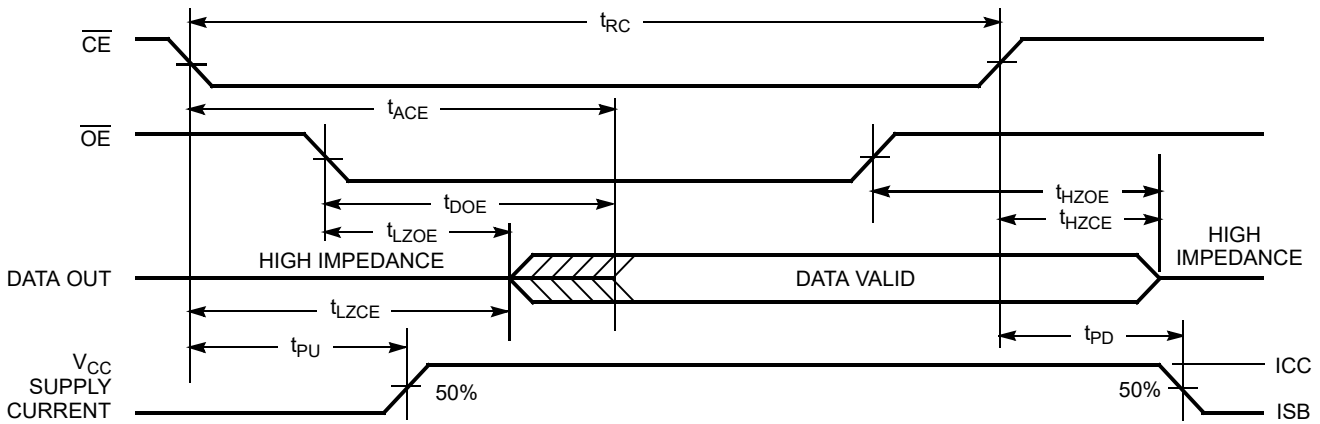 tRC
CE
tACE
OE
tHZOE
tDOE
tHZCE
tLZOE
HIGH IMPEDANCE
HIGH
IMPEDANCE
DATA OUT
DATA VALID
tLZCE
tPU
tPD
VCC
SUPPLY
CURRENT
50%
50%
ICC
ISB